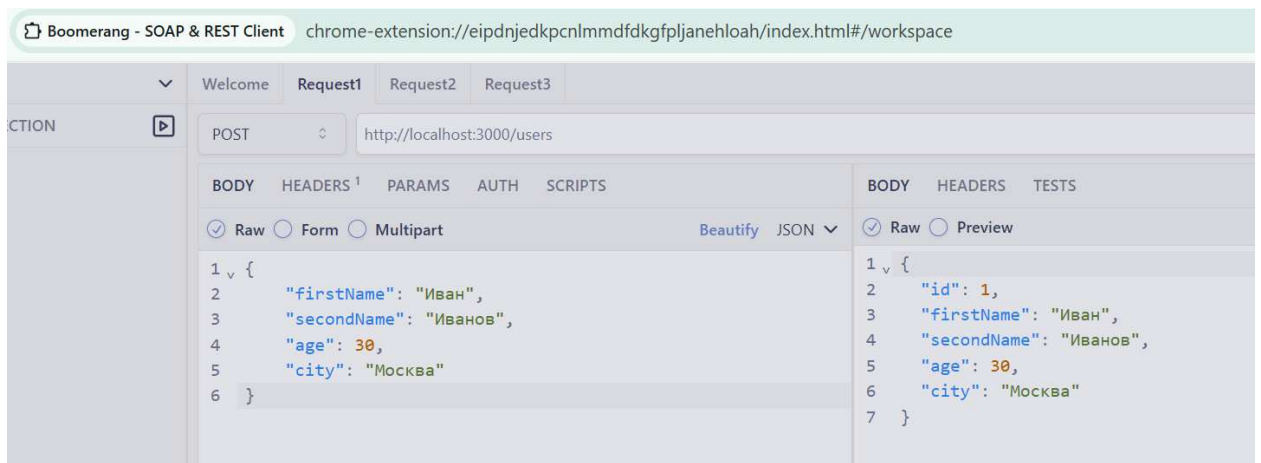 Boomerang - SOAP & REST Client chrome-extension://eipdnjedkpcnlmmdfdkgfpljanehloah/index.html#/workspace
Welcome Request1 Request2 Request3
CTION
POST http://localhost:3000/users
BODY HEADERS 1 PARAMS AUTH SCRIPTS
Raw Form Multipart Beautify JSON
1 {
2 "firstName": "Иван",
3 "secondName": "Иванов",
4 "age": 30,
5 "city": "Москва"
6 }
BODY HEADERS TESTS
Raw Preview
1 {
2 "id": 1,
3 "firstName": "Иван",
4 "secondName": "Иванов",
5 "age": 30,
6 "city": "Москва"
7 }